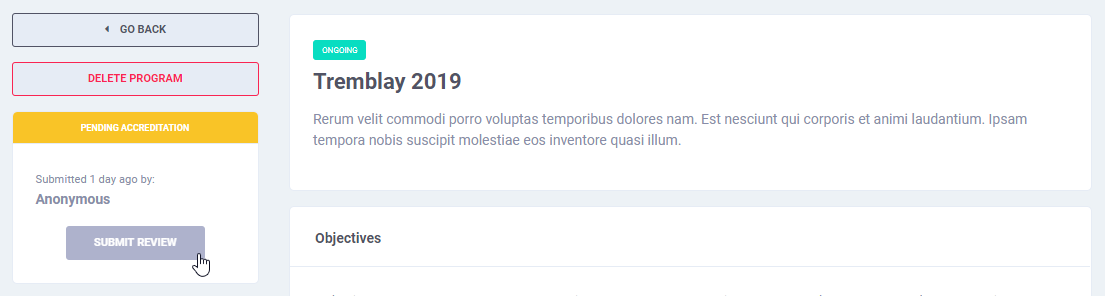 GO BACK
DELETE PROGRAM
PENDING ACCREDITATION
Submitted 1 day ago by:
Anonymous
SUBMIT REVIEW
ONGOING
Tremblay 2019
Rerum velit commodi porro voluptas temporibus dolores nam. Est nesciunt qui corporis et animi laudantium. Ipsam
tempora nobis suscipit molestiae eos inventore quasi illum.
Objectives